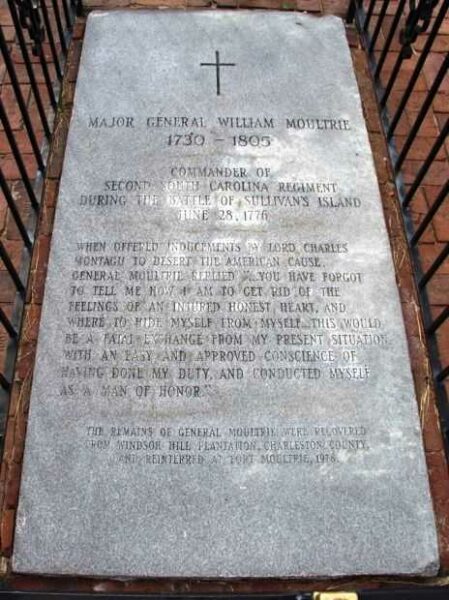 MAJOR GENERAL WILLIAM MOULTRIE
1730 - 1805
COMMANDER OF
SECOND SOUTH CAROLINA REGIMENT
DURING THE BATTLE OF SULLIVAN'S ISLAND
JUNE 28, 1776
WHEN OFFERED INDUCEMENTS BY LORD CHARLES
MONTAGU TO DESERT THE AMERICAN CAUSE
GENERAL MOULTRIE REPLIED "YOU HAVE FORGOT
TO TELL ME HOW I AM TO GET RID OF THE
FEELINGS OF AN INJURED HONEST HEART, AND
WHERE TO HIDE MYSELF FROM MYSELF...THIS WOULD
BE A FATAL EXCHANGE FROM MY PRESENT SITUATION
WITH AN EASY AND APPROVED CONSCIENCE OF
HAVING DONE MY DUTY, AND CONDUCTED MYSELF
AS A MAN OF HONOR."
THE REMAINS OF GENERAL MOULTRIE WERE RECOVERED
FROM WINDSOR HILL PLANTATION, CHARLESTON COUNTY,
AND REINTERRED AT FORT MOULTRIE, 1978